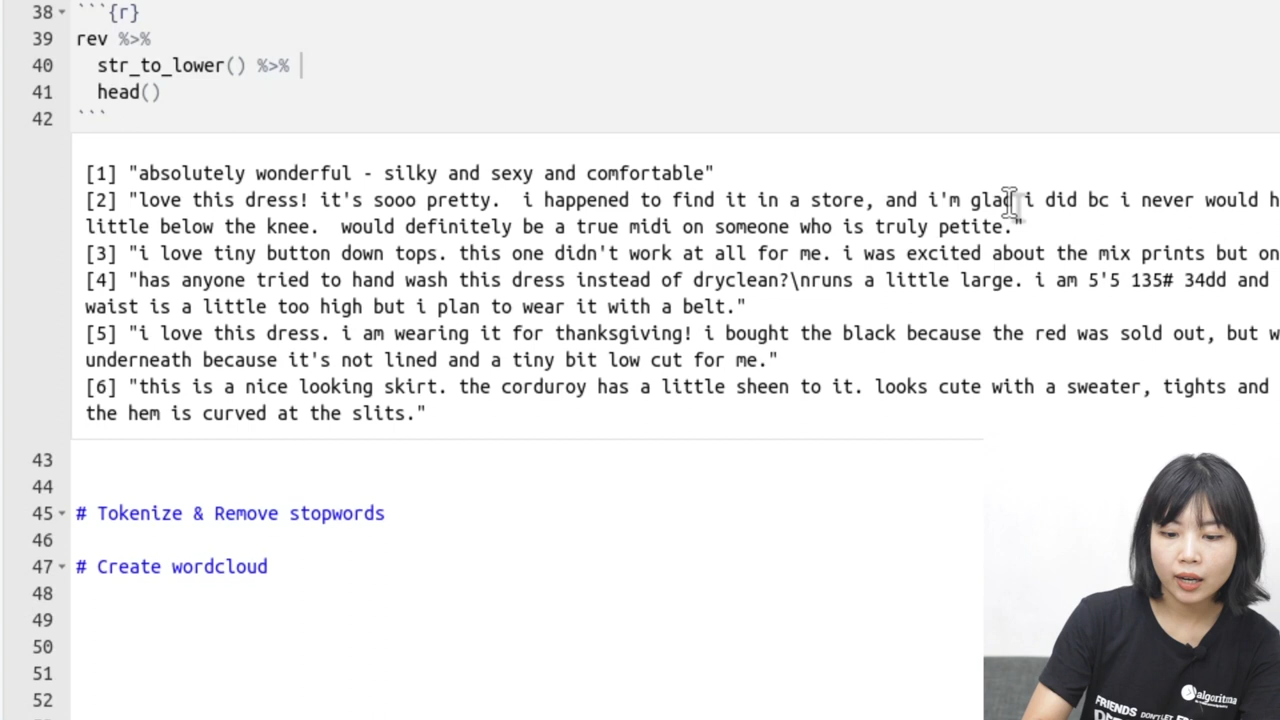 38 ```{r}
39 rev %>%
40 str_to_lower() %>%
41 head()
42 ```
[1] "absolutely wonderful - silky and sexy and comfortable"
[2] "love this dress! it's sooo pretty.  i happened to find it in a store, and i'm glad i did bc i never would h
little below the knee.  would definitely be a true midi on someone who is truly petite."
[3] "i love tiny button down tops. this one didn't work at all for me. i was excited about the mix prints but on
[4] "has anyone tried to hand wash this dress instead of dryclean?\nruns a little large. i am 5'5 135# 34dd and
waist is a little too high but i plan to wear it with a belt."
[5] "i love this dress. i am wearing it for thanksgiving! i bought the black because the red was sold out, but w
underneath because it's not lined and a tiny bit low cut for me."
[6] "this is a nice looking skirt. the corduroy has a little sheen to it. looks cute with a sweater, tights and
the hem is curved at the slits."
43
44
45 # Tokenize & Remove stopwords
46
47 # Create wordcloud
48
49
50
51
52
algoritma
FRIENDS DON'T LET